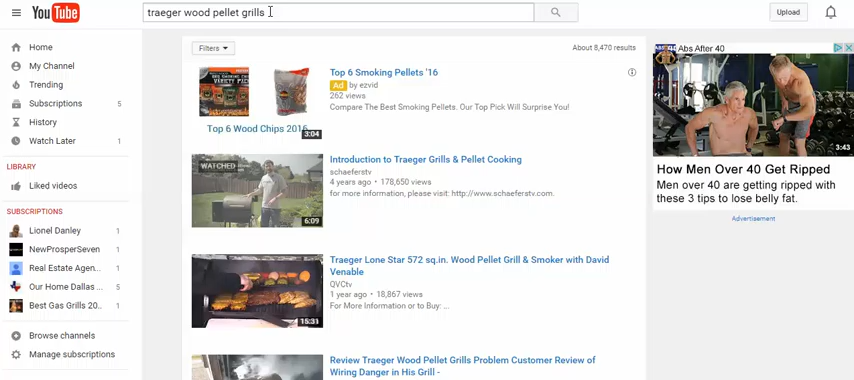 YouTube
traeger wood pellet grills
Upload
Home
My Channel
Trending
Subscriptions 5
History
Watch Later 1
LIBRARY
Liked videos
SUBSCRIPTIONS
Lionel Danley 1
NewProsperSeven 1
Real Estate Agen... 1
Our Home Dallas ... 5
Best Gas Grills 20.. 1
Browse channels
Manage subscriptions
Filters
About 8,470 results
Top 6 Wood Chips 2016
3:04
Top 6 Smoking Pellets '16
Ad by ezvid
262 views
Compare The Best Smoking Pellets. Our Top Pick Will Surprise You!
WATCHED
6:09
Introduction to Traeger Grills & Pellet Cooking
schaeferstv
4 years ago • 178,650 views
for more information, please visit: http://www.schaeferstv.com.
15:31
Traeger Lone Star 572 sq.in. Wood Pellet Grill & Smoker with David
Venable
QVCtv
1 year ago • 18,867 views
For More Information or to Buy: ...
Review Traeger Wood Pellet Grills Problem Customer Review of
Wiring Danger in His Grill -
Abs After 40
3:43
How Men Over 40 Get Ripped
Men over 40 are getting ripped with
these 3 tips to lose belly fat.
Advertisement